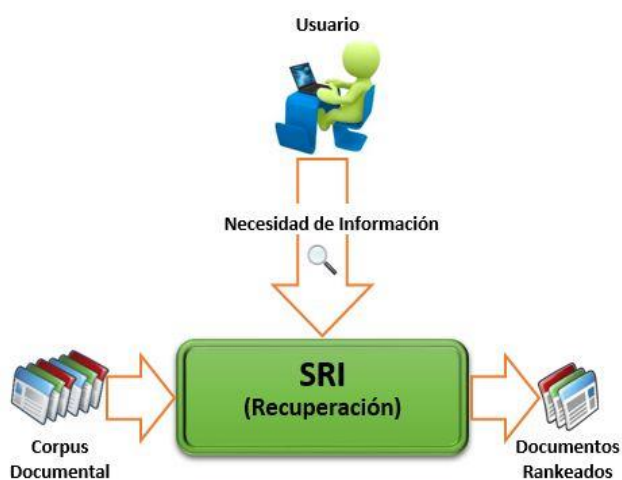 Usuario
Necesidad de Información
SRI
(Recuperación)
Corpus
Documental
Documentos
Rankeados